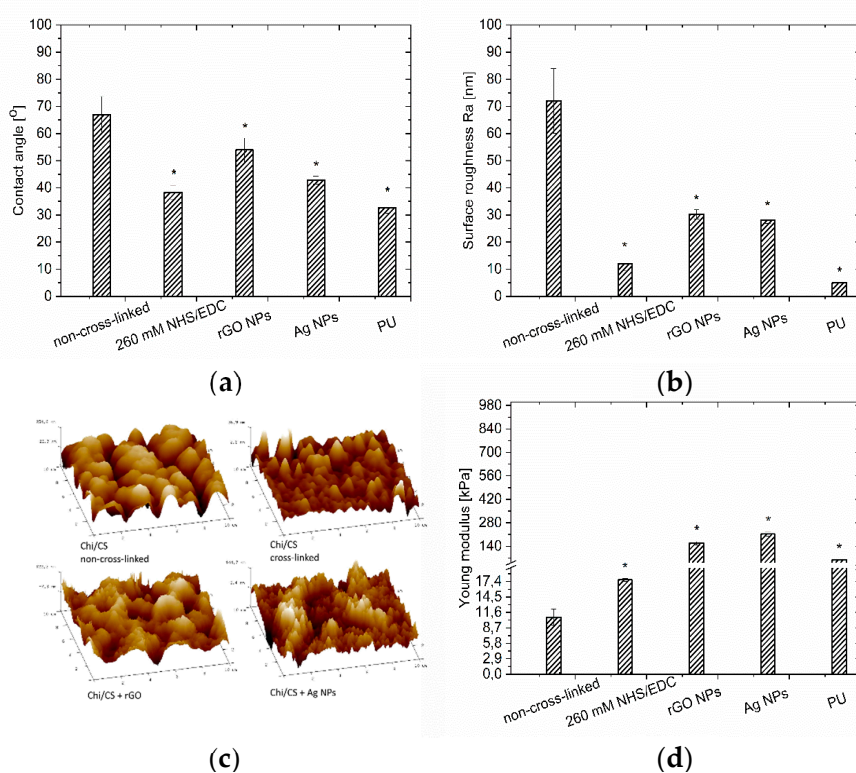 100
90
80
70
60
50
40
30
20
10
0
Contact angle [°]
*
*
*
*
non-cross-linked
260 mM NHS/EDC
rGO NPs
Ag NPs
PU
(a)
100
90
80
70
60
50
40
30
20
10
0
Surface roughness Ra [nm]
*
*
*
*
non-cross-linked
260 mM NHS/EDC
rGO NPs
Ag NPs
PU
(b)
Chi/CS
non-cross-linked
Chi/CS
cross-linked
Chi/CS + rGO
Chi/CS + Ag NPs
(c)
980
840
700
560
420
280
140
17,4
14,5
11,6
8,7
5,8
2,9
0,0
Young modulus [kPa]
*
*
*
*
non-cross-linked
260 mM NHS/EDC
rGO NPs
Ag NPs
PU
(d)